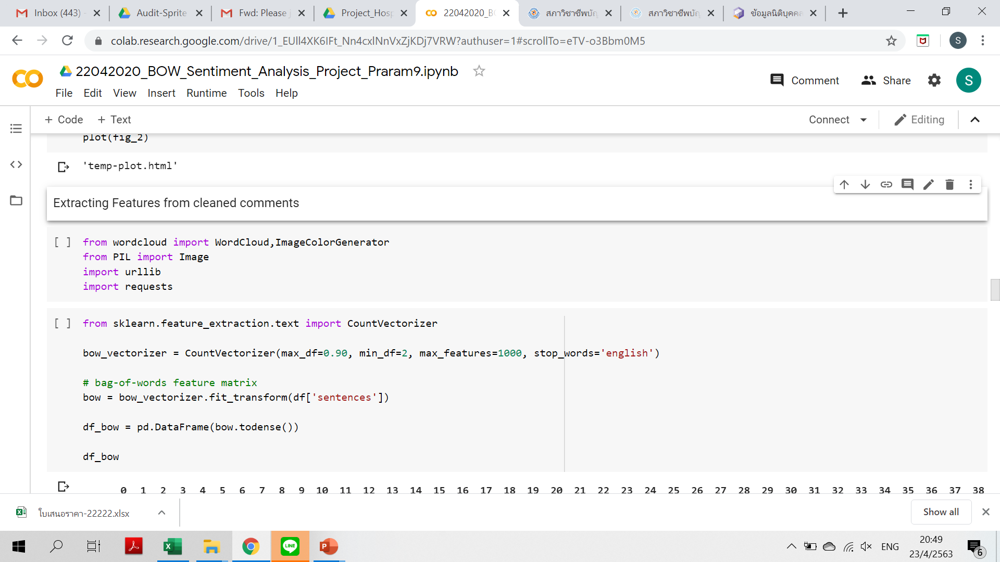 Inbox (443)
Audit-Sprite
Fwd: Please j
Project_Hosp
22042020_BO
สภาวิชาชีพบัญ
สภาวิชาชีพบัญ
ข้อมูลนิติบุคคล
colab.research.google.com/drive/1_EUll4XK6IFt_Nn4cxlNnVxZjKDj7VRW?authuser=1#scrollTo=eTV-o3Bbm0M5
S
22042020_BOW_Sentiment_Analysis_Project_Praram9.ipynb
Comment
Share
S
File Edit View Insert Runtime Tools Help
+ Code + Text
Connect
Editing
plot(fig_2)
'temp-plot.html'
Extracting Features from cleaned comments
[ ] from wordcloud import WordCloud,ImageColorGenerator
from PIL import Image
import urllib
import requests
[ ] from sklearn.feature_extraction.text import CountVectorizer
bow_vectorizer = CountVectorizer(max_df=0.90, min_df=2, max_features=1000, stop_words='english')
# bag-of-words feature matrix
bow = bow_vectorizer.fit_transform(df['sentences'])
df_bow = pd.DataFrame(bow.todense())
df_bow
0 1 2 3 4 5 6 7 8 9 10 11 12 13 14 15 16 17 18 19 20 21 22 23 24 25 26 27 28 29 30 31 32 33 34 35 36 37 38
ใบเสนอราคา-22222.xlsx
Show all
LINE
ENG
20:49
23/4/2563
6